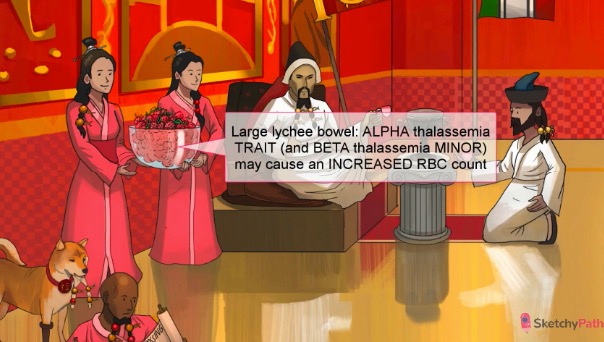 Large lychee bowel: ALPHA thalassemia
TRAIT (and BETA thalassemia MINOR)
may cause an INCREASED RBC count
SketchyPath